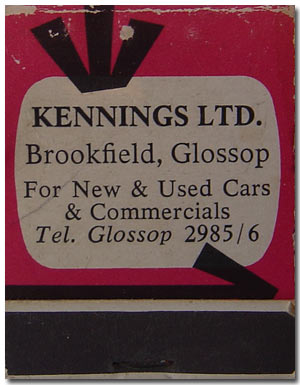 KENNINGS LTD.
Brookfield, Glossop
For New & Used Cars
& Commercials
Tel. Glossop 2985/6